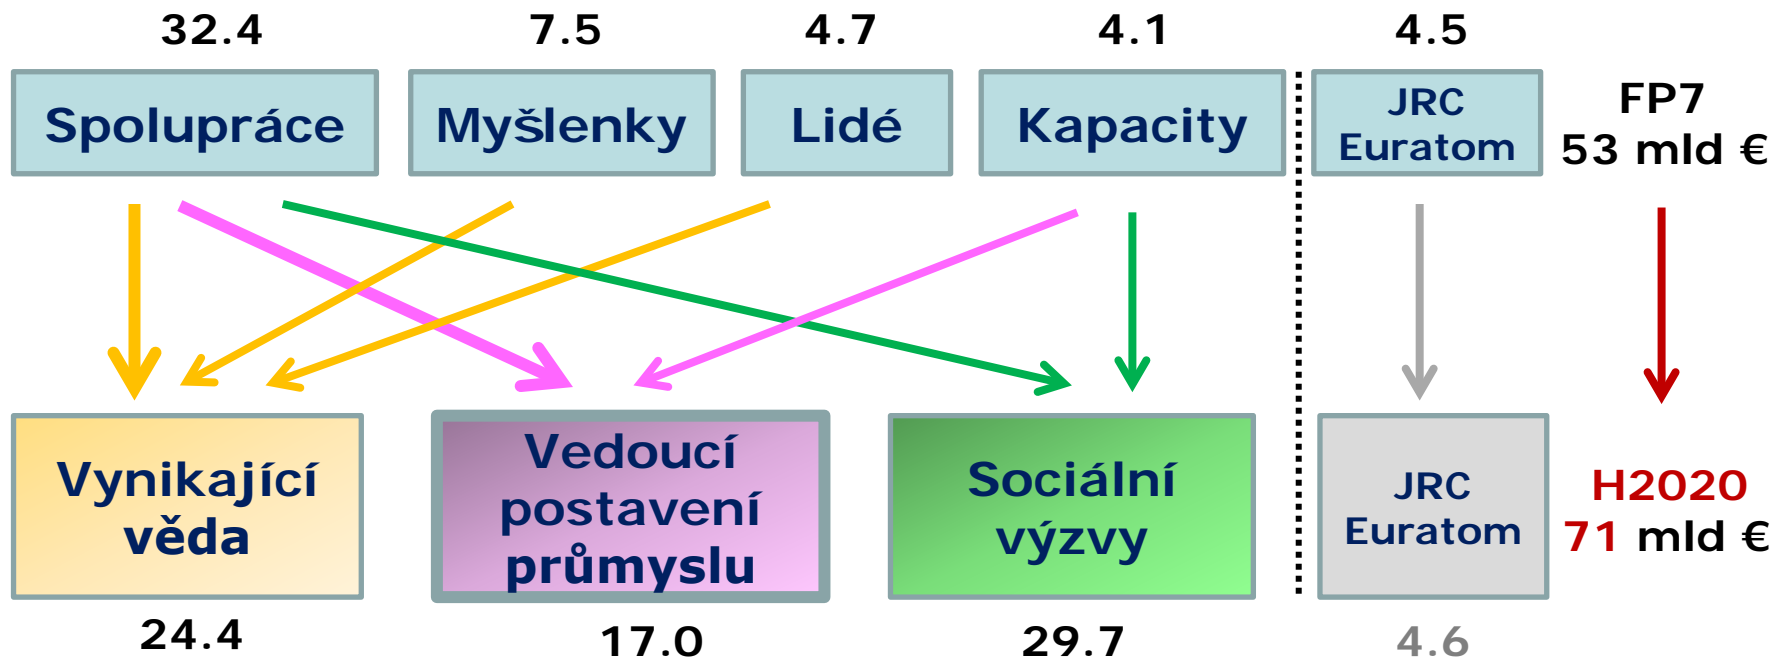 32.4
7.5
4.7
4.1
4.5
Spolupráce
Myšlenky
Lidé
Kapacity
JRC
Euratom
FP7
53 mld €
Vynikající
věda
Vedoucí
postavení
průmyslu
Sociální
výzvy
JRC
Euratom
H2020
71 mld €
24.4
17.0
29.7
4.6